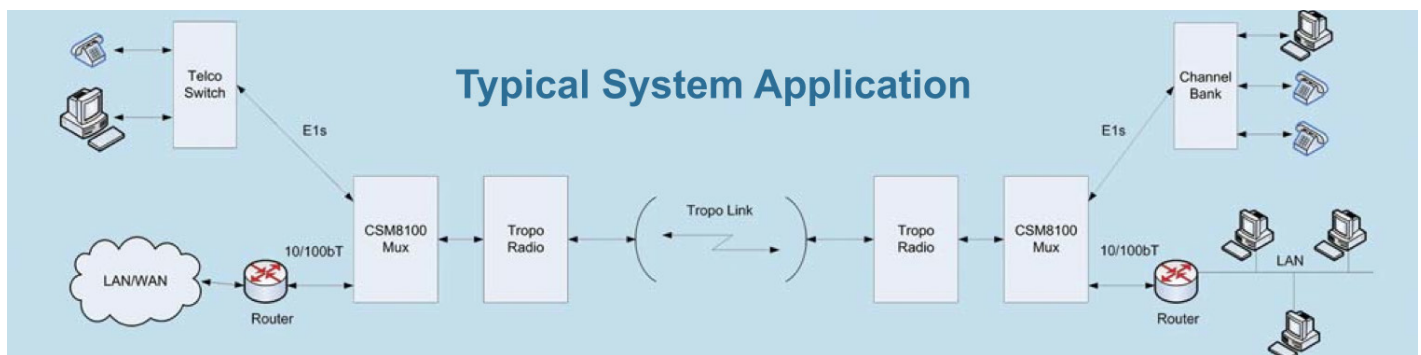 Typical System Application
Telco
Switch
E1s
CSM8100
Mux
Tropo
Radio
10/100bT
LAN/WAN
Router
Tropo Link
Tropo
Radio
CSM8100
Mux
E1s
Channel
Bank
10/100bT
Router
LAN